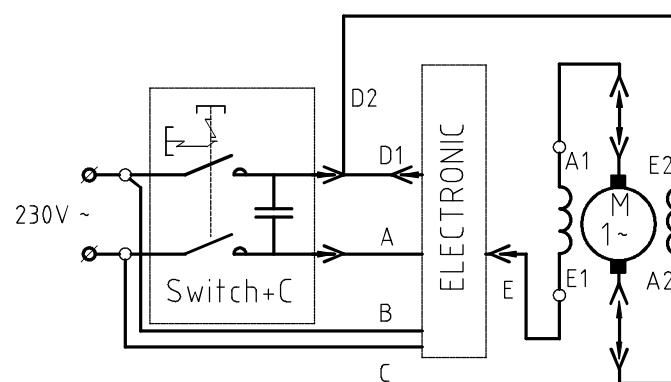 D2
D1
A1
E2
M
230V ~
1~
A
ELECTRONIC
E
E1
A2
Switch+C
B
C